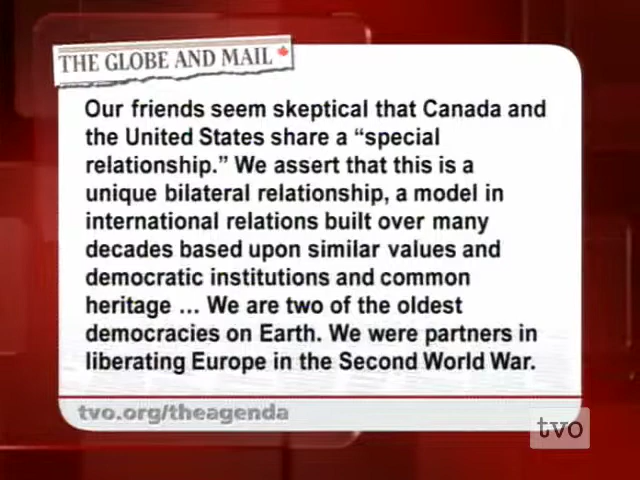 THE GLOBE AND MAIL
Our friends seem skeptical that Canada and
the United States share a “special
relationship.” We assert that this is a
unique bilateral relationship, a model in
international relations built over many
decades based upon similar values and
democratic institutions and common
heritage ... We are two of the oldest
democracies on Earth. We were partners in
liberating Europe in the Second World War.
tvo.org/theagenda
tvo